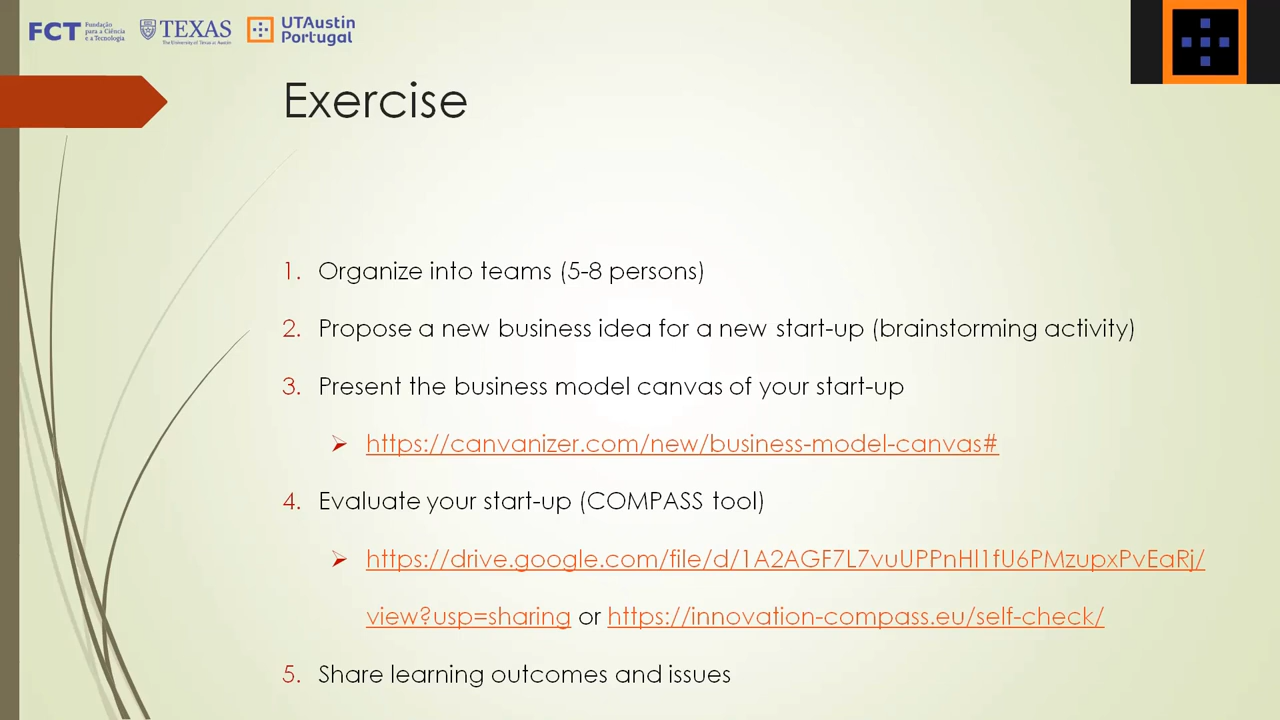 FCT Fundação
para a Ciência
e a Tecnologia
TEXAS
The University of Texas at Austin
UTAustin
Portugal
Exercise
1. Organize into teams (5-8 persons)
2. Propose a new business idea for a new start-up (brainstorming activity)
3. Present the business model canvas of your start-up
https://canvanizer.com/new/business-model-canvas#
4. Evaluate your start-up (COMPASS tool)
https://drive.google.com/file/d/1A2AGF7L7vuUPPnHl1fU6PMzupxPvEaRj/
view?usp=sharing or https://innovation-compass.eu/self-check/
5. Share learning outcomes and issues